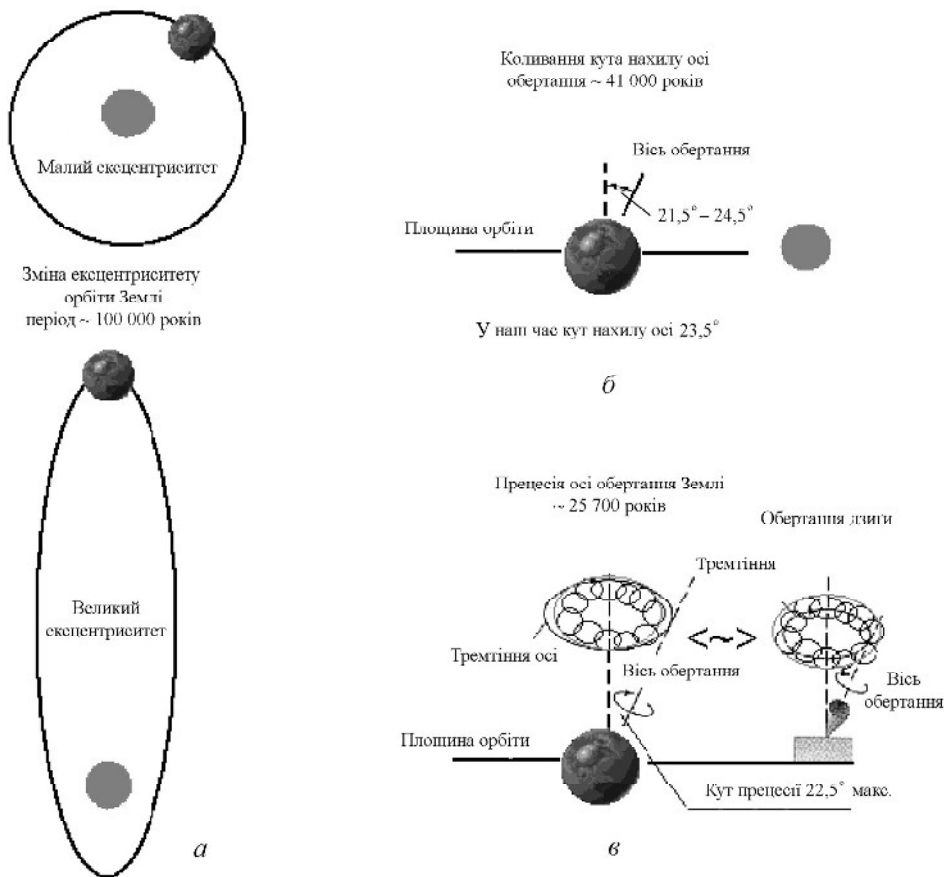 Малий ексцентриситет
Зміна ексцентриситету
орбіти Землі
період ~ 100 000 років
Великий
ексцентриситет
а
Коливання кута нахилу осі
обертання ~ 41 000 років
Вісь обертання
21,5° – 24,5°
Площина орбіти
У наш час кут нахилу осі 23,5°
б
Прецесія осі обертання Землі
~ 25 700 років
Обертання дзиги
Тремтіння
<~>
Тремтіння осі
Вісь обертання
Вісь
обертання
Площина орбіти
Кут прецесії 22,5° макс.
в